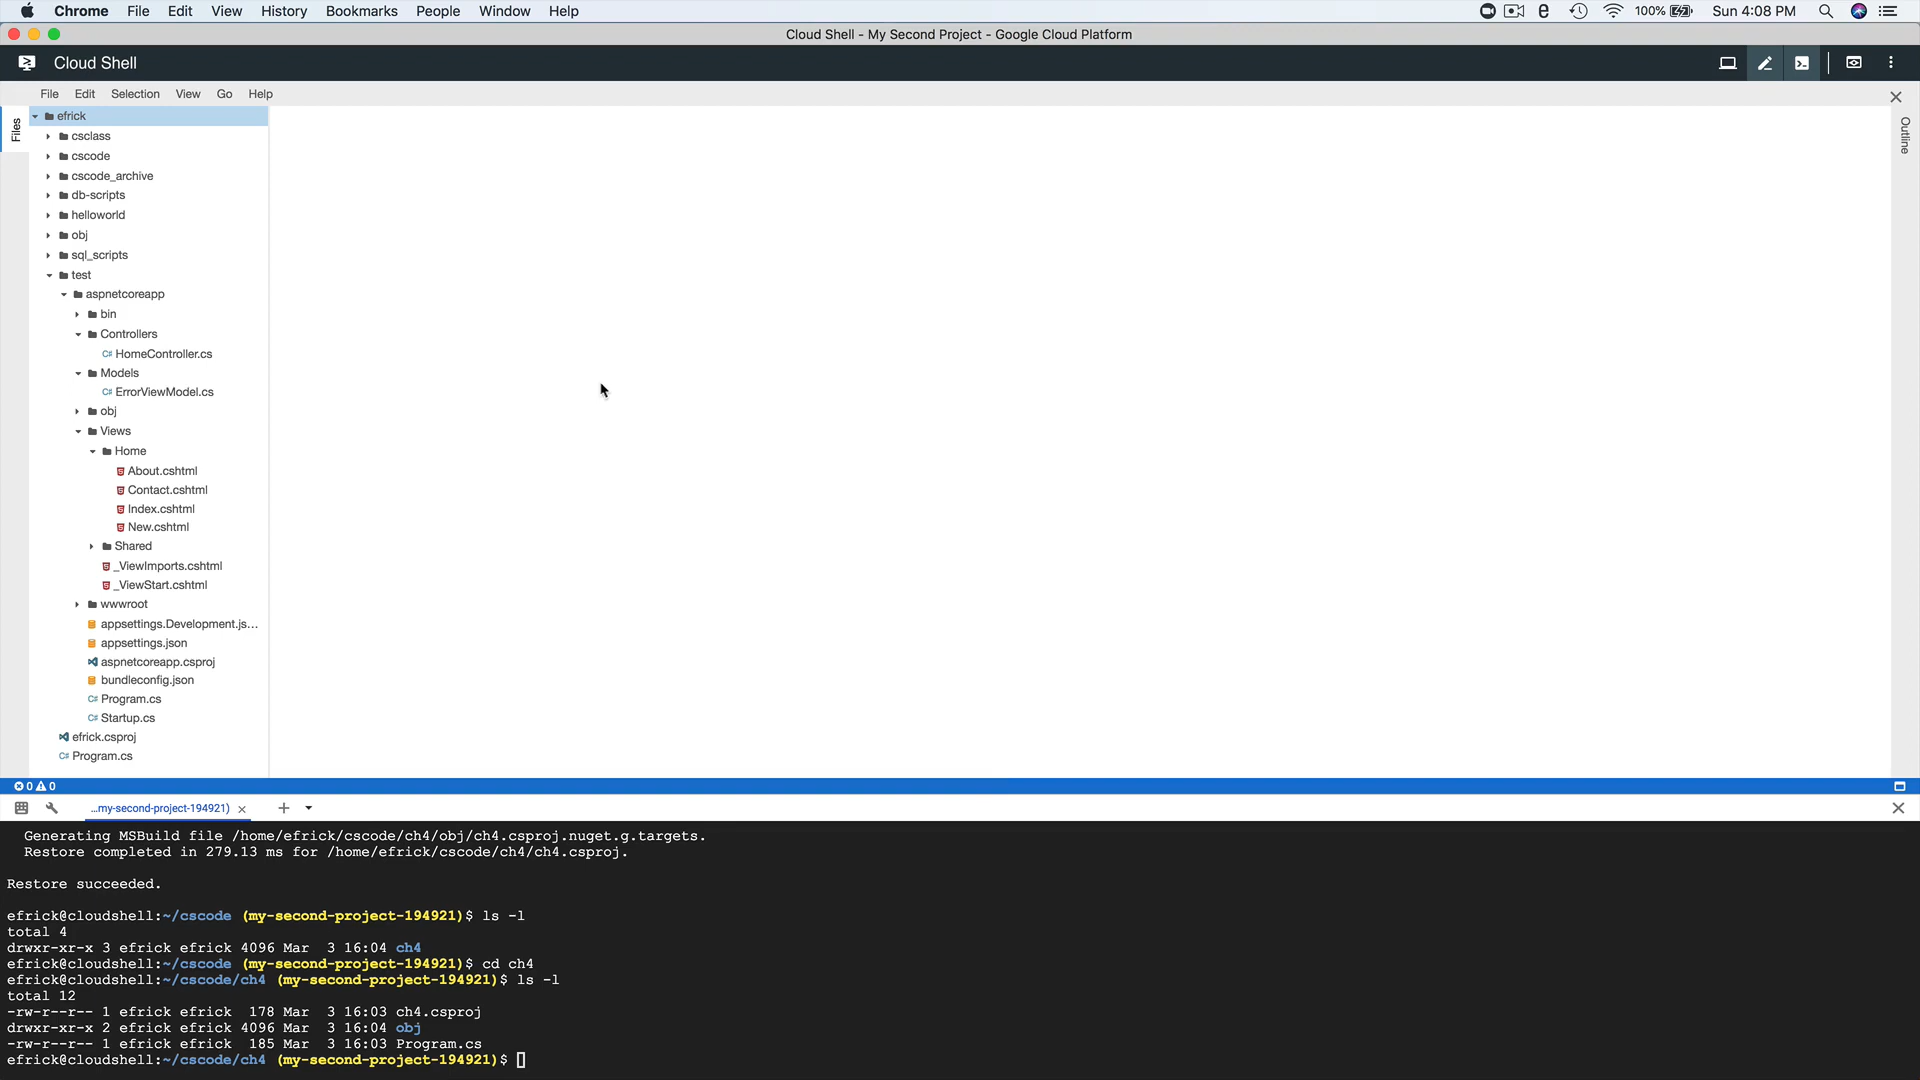 Chrome File Edit View History Bookmarks People Window Help 100% Sun 4:08 PM
Cloud Shell - My Second Project - Google Cloud Platform
Cloud Shell
File Edit Selection View Go Help
Files
Outline
efrick
csclass
cscode
cscode_archive
db-scripts
helloworld
obj
sql_scripts
test
aspnetcoreapp
bin
Controllers
C# HomeController.cs
Models
C# ErrorViewModel.cs
obj
Views
Home
About.cshtml
Contact.cshtml
Index.cshtml
New.cshtml
Shared
_ViewImports.cshtml
_ViewStart.cshtml
wwwroot
appsettings.Development.js...
appsettings.json
aspnetcoreapp.csproj
bundleconfig.json
C# Program.cs
C# Startup.cs
efrick.csproj
C# Program.cs
0 0
...my-second-project-194921)
Generating MSBuild file /home/efrick/cscode/ch4/obj/ch4.csproj.nuget.g.targets.
Restore completed in 279.13 ms for /home/efrick/cscode/ch4/ch4.csproj.
Restore succeeded.
efrick@cloudshell:~/cscode (my-second-project-194921)$ ls -l
total 4
drwxr-xr-x 3 efrick efrick 4096 Mar  3 16:04 ch4
efrick@cloudshell:~/cscode (my-second-project-194921)$ cd ch4
efrick@cloudshell:~/cscode/ch4 (my-second-project-194921)$ ls -l
total 12
-rw-r--r-- 1 efrick efrick  178 Mar  3 16:03 ch4.csproj
drwxr-xr-x 2 efrick efrick 4096 Mar  3 16:04 obj
-rw-r--r-- 1 efrick efrick  185 Mar  3 16:03 Program.cs
efrick@cloudshell:~/cscode/ch4 (my-second-project-194921)$